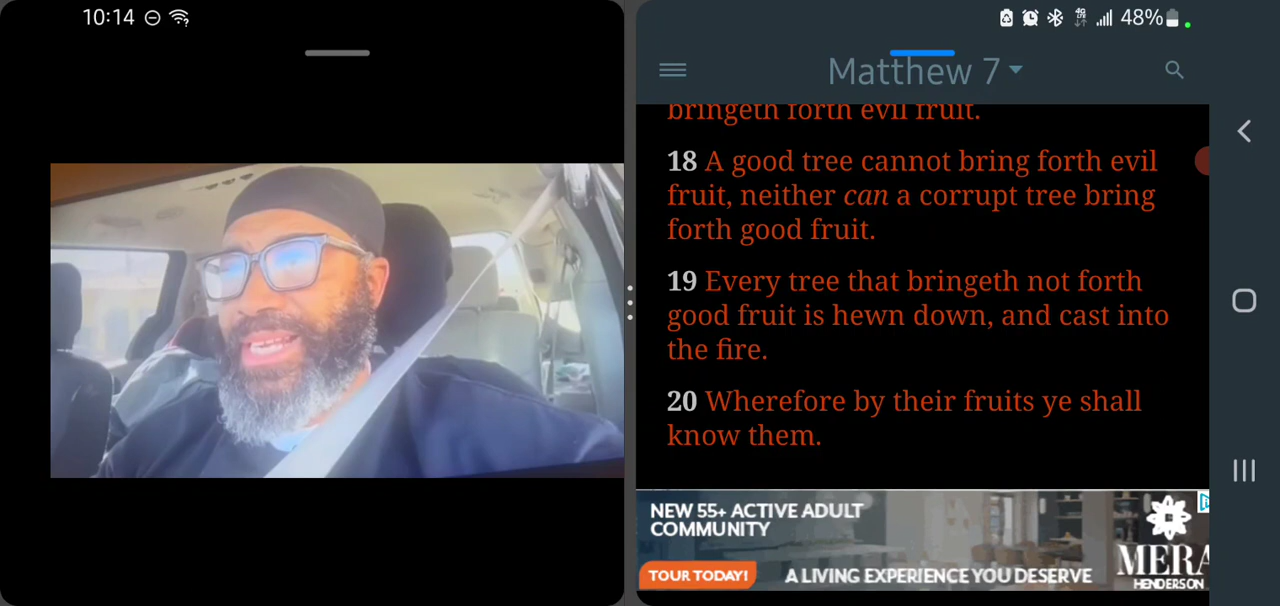 10:14
48%
Matthew 7
bringeth forth evil fruit.
18 A good tree cannot bring forth evil
fruit, neither can a corrupt tree bring
forth good fruit.
19 Every tree that bringeth not forth
good fruit is hewn down, and cast into
the fire.
20 Wherefore by their fruits ye shall
know them.
NEW 55+ ACTIVE ADULT
COMMUNITY
TOUR TODAY!
A LIVING EXPERIENCE YOU DESERVE
MERA
HENDERSON